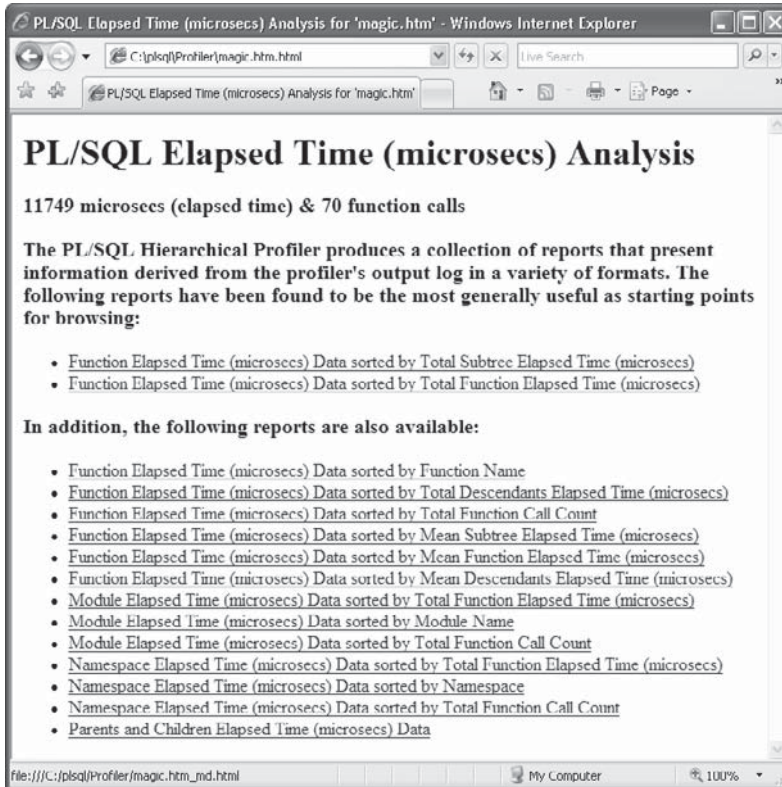 PL/SQL Elapsed Time (microsecs) Analysis for 'magic.htm' - Windows Internet Explorer
C:\plsql\Profiler\magic.htm.html
Live Search
PL/SQL Elapsed Time (microsecs) Analysis for 'magic.htm'
Page
PL/SQL Elapsed Time (microsecs) Analysis
11749 microsecs (elapsed time) & 70 function calls
The PL/SQL Hierarchical Profiler produces a collection of reports that present
information derived from the profiler's output log in a variety of formats. The
following reports have been found to be the most generally useful as starting points
for browsing:
• Function Elapsed Time (microsecs) Data sorted by Total Subtree Elapsed Time (microsecs)
• Function Elapsed Time (microsecs) Data sorted by Total Function Elapsed Time (microsecs)
In addition, the following reports are also available:
• Function Elapsed Time (microsecs) Data sorted by Function Name
• Function Elapsed Time (microsecs) Data sorted by Total Descendants Elapsed Time (microsecs)
• Function Elapsed Time (microsecs) Data sorted by Total Function Call Count
• Function Elapsed Time (microsecs) Data sorted by Mean Subtree Elapsed Time (microsecs)
• Function Elapsed Time (microsecs) Data sorted by Mean Function Elapsed Time (microsecs)
• Function Elapsed Time (microsecs) Data sorted by Mean Descendants Elapsed Time (microsecs)
• Module Elapsed Time (microsecs) Data sorted by Total Function Elapsed Time (microsecs)
• Module Elapsed Time (microsecs) Data sorted by Module Name
• Module Elapsed Time (microsecs) Data sorted by Total Function Call Count
• Namespace Elapsed Time (microsecs) Data sorted by Total Function Elapsed Time (microsecs)
• Namespace Elapsed Time (microsecs) Data sorted by Namespace
• Namespace Elapsed Time (microsecs) Data sorted by Total Function Call Count
• Parents and Children Elapsed Time (microsecs) Data
file:///C:/plsql/Profiler/magic.htm_md.html
My Computer
100%